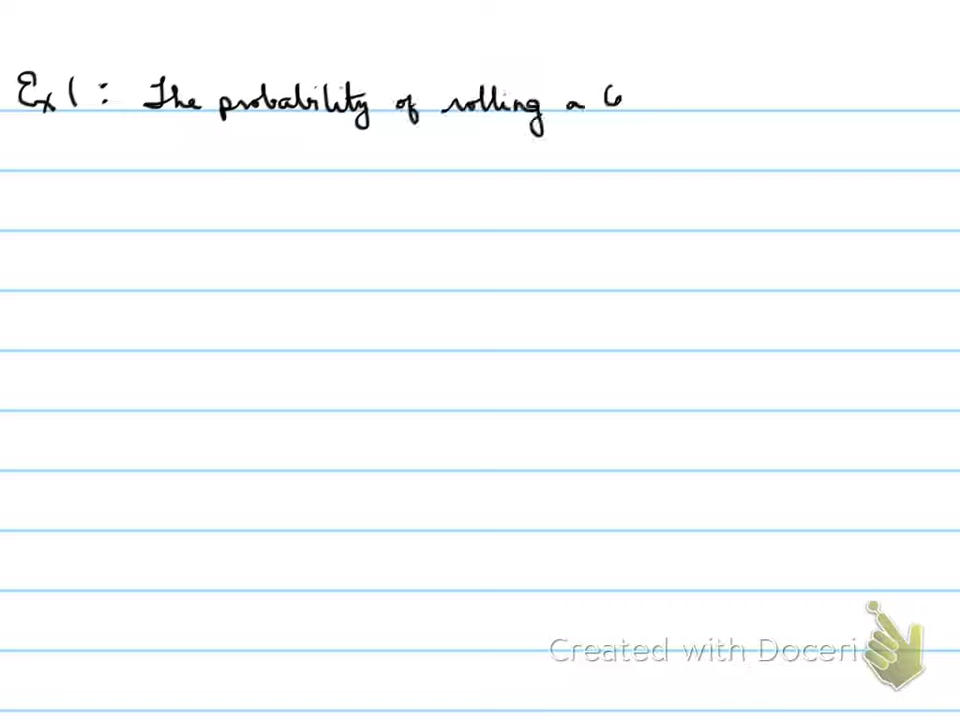 Ex 1 : The probability of rolling a 6
Created with Doceri